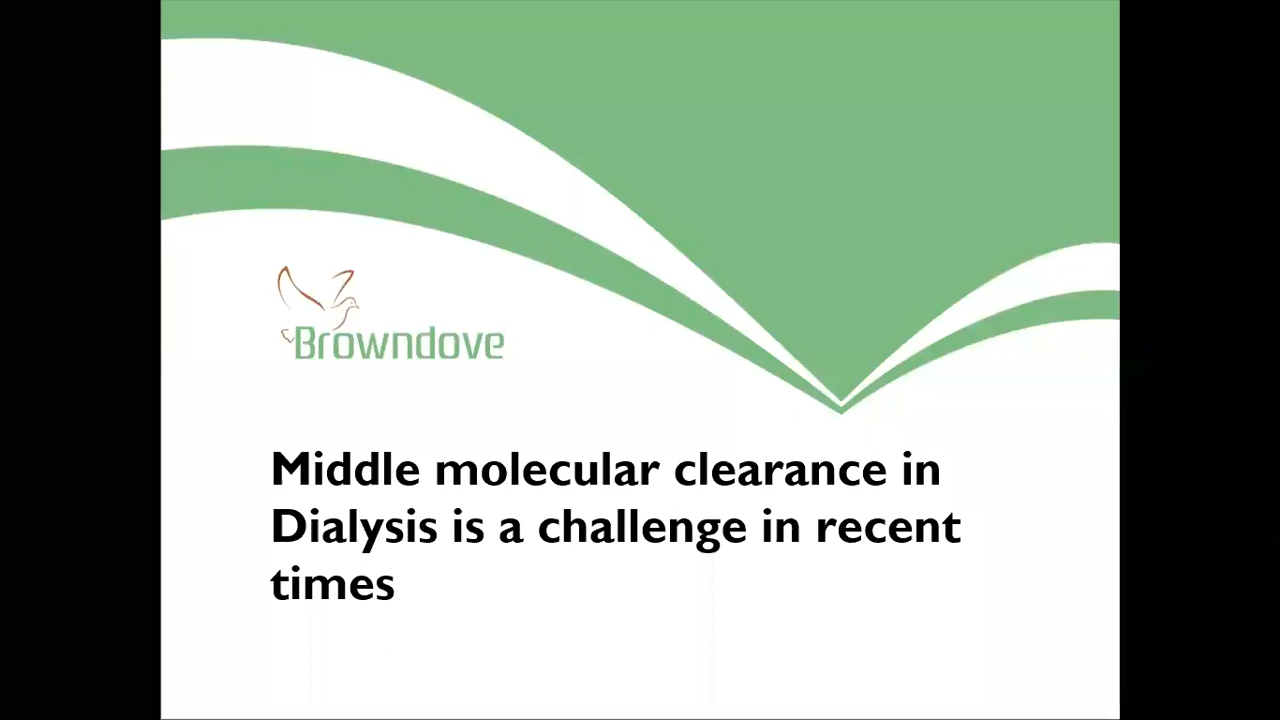 Browndove
Middle molecular clearance in
Dialysis is a challenge in recent
times